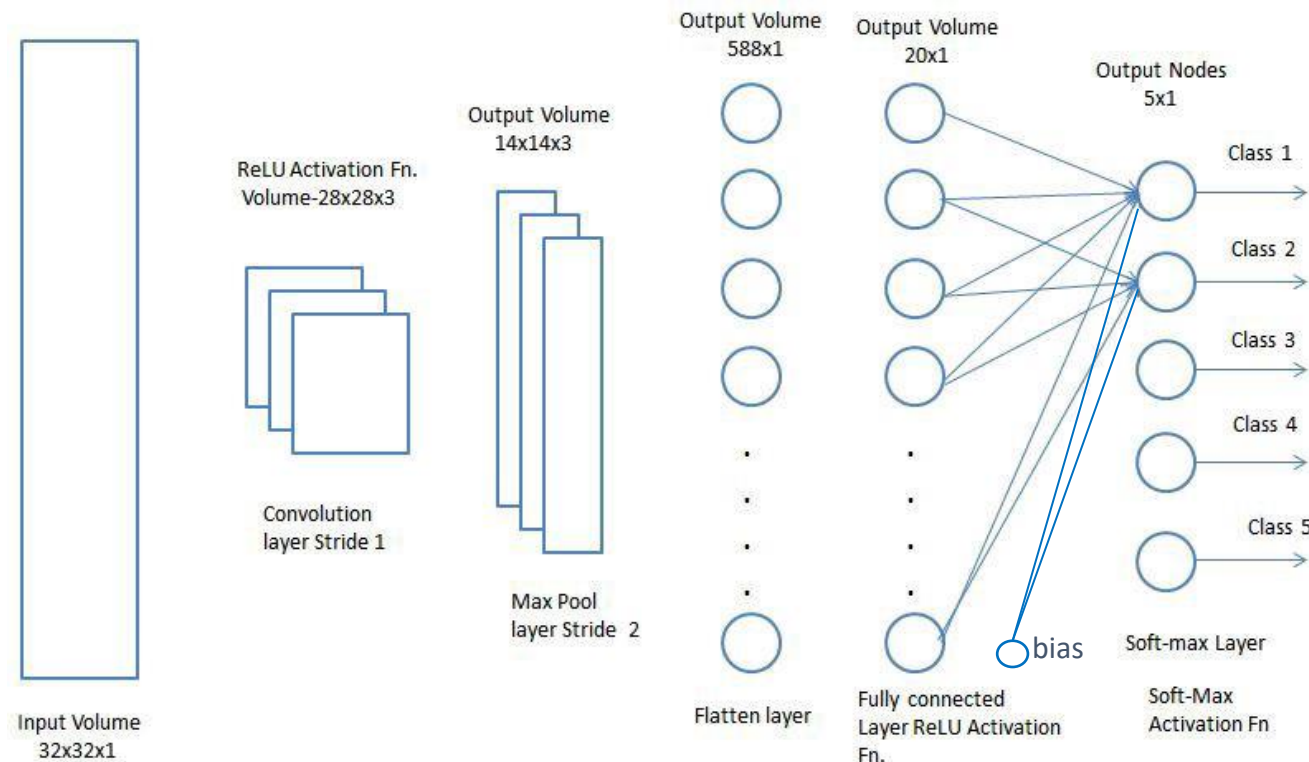 Input Volume
32x32x1
ReLU Activation Fn.
Volume-28x28x3
Convolution
layer Stride 1
Output Volume
14x14x3
Max Pool
layer Stride 2
Output Volume
588x1
Flatten layer
Output Volume
20x1
Fully connected
Layer ReLU Activation
Fn.
bias
Output Nodes
5x1
Class 1
Class 2
Class 3
Class 4
Class 5
Soft-max Layer
Soft-Max
Activation Fn